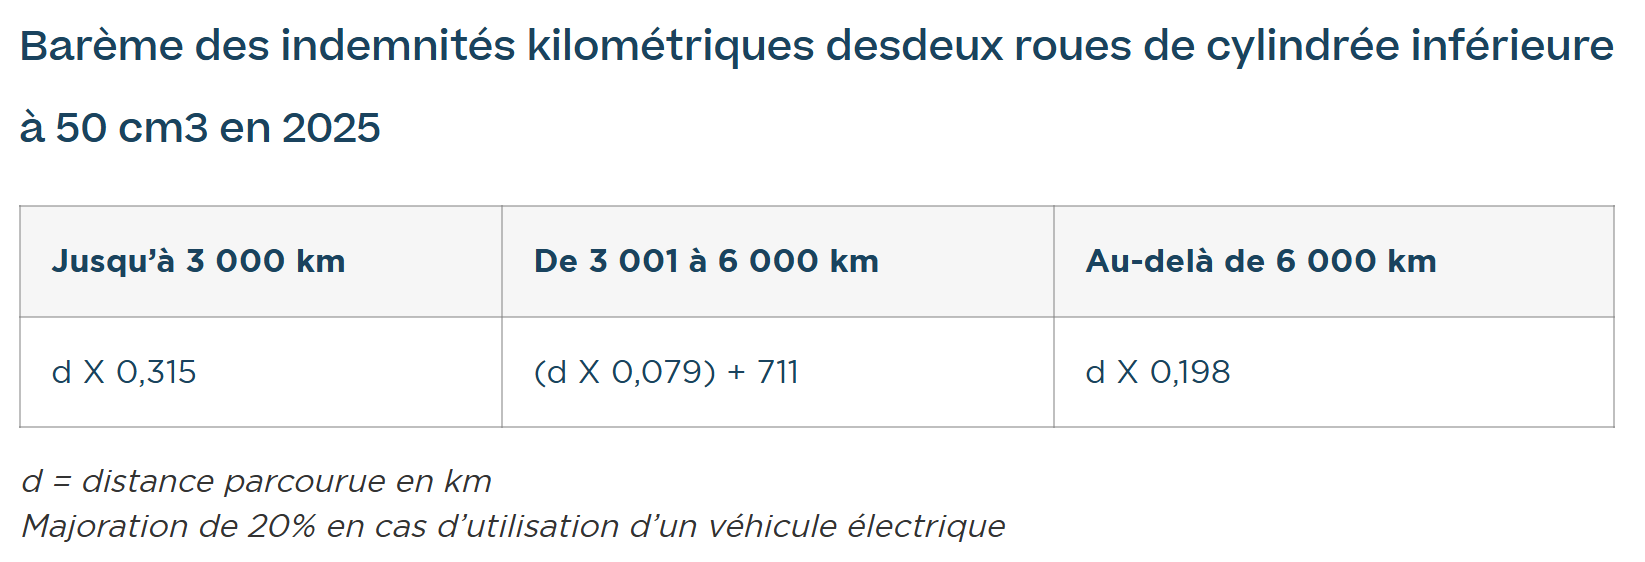 Barème des indemnités kilométriques desdeux roues de cylindrée inférieure
à 50 cm3 en 2025
Jusqu’à 3 000 km
De 3 001 à 6 000 km
Au-delà de 6 000 km
d X 0,315
(d X 0,079) + 711
d X 0,198
d = distance parcourue en km
Majoration de 20% en cas d’utilisation d’un véhicule électrique